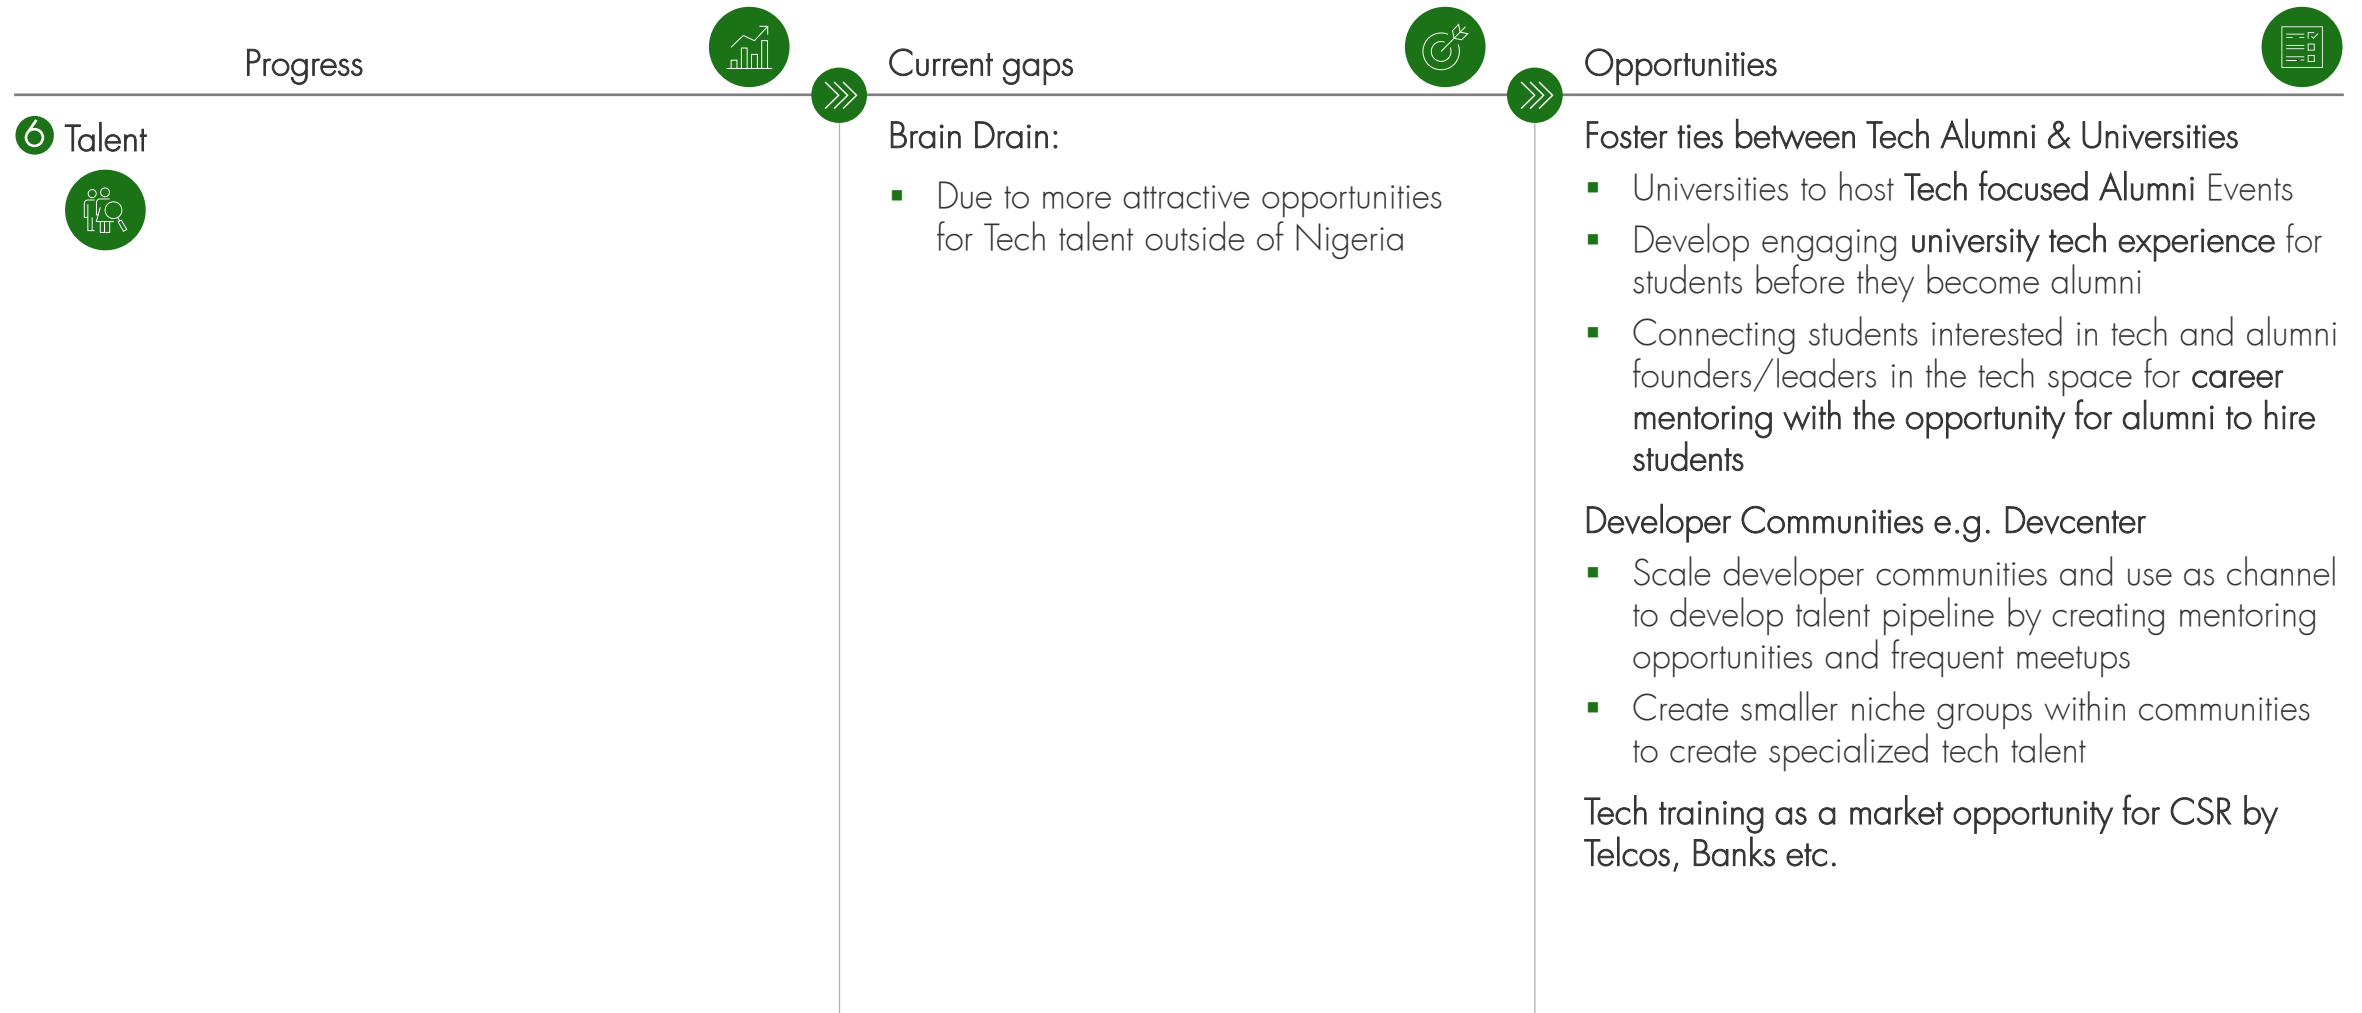 Progress
Current gaps
Opportunities
6 Talent
Brain Drain:
▪ Due to more attractive opportunities
for Tech talent outside of Nigeria
Foster ties between Tech Alumni & Universities
▪ Universities to host Tech focused Alumni Events
▪ Develop engaging university tech experience for
students before they become alumni
▪ Connecting students interested in tech and alumni
founders/leaders in the tech space for career
mentoring with the opportunity for alumni to hire
students
Developer Communities e.g. Devcenter
▪ Scale developer communities and use as channel
to develop talent pipeline by creating mentoring
opportunities and frequent meetups
▪ Create smaller niche groups within communities
to create specialized tech talent
Tech training as a market opportunity for CSR by
Telcos, Banks etc.